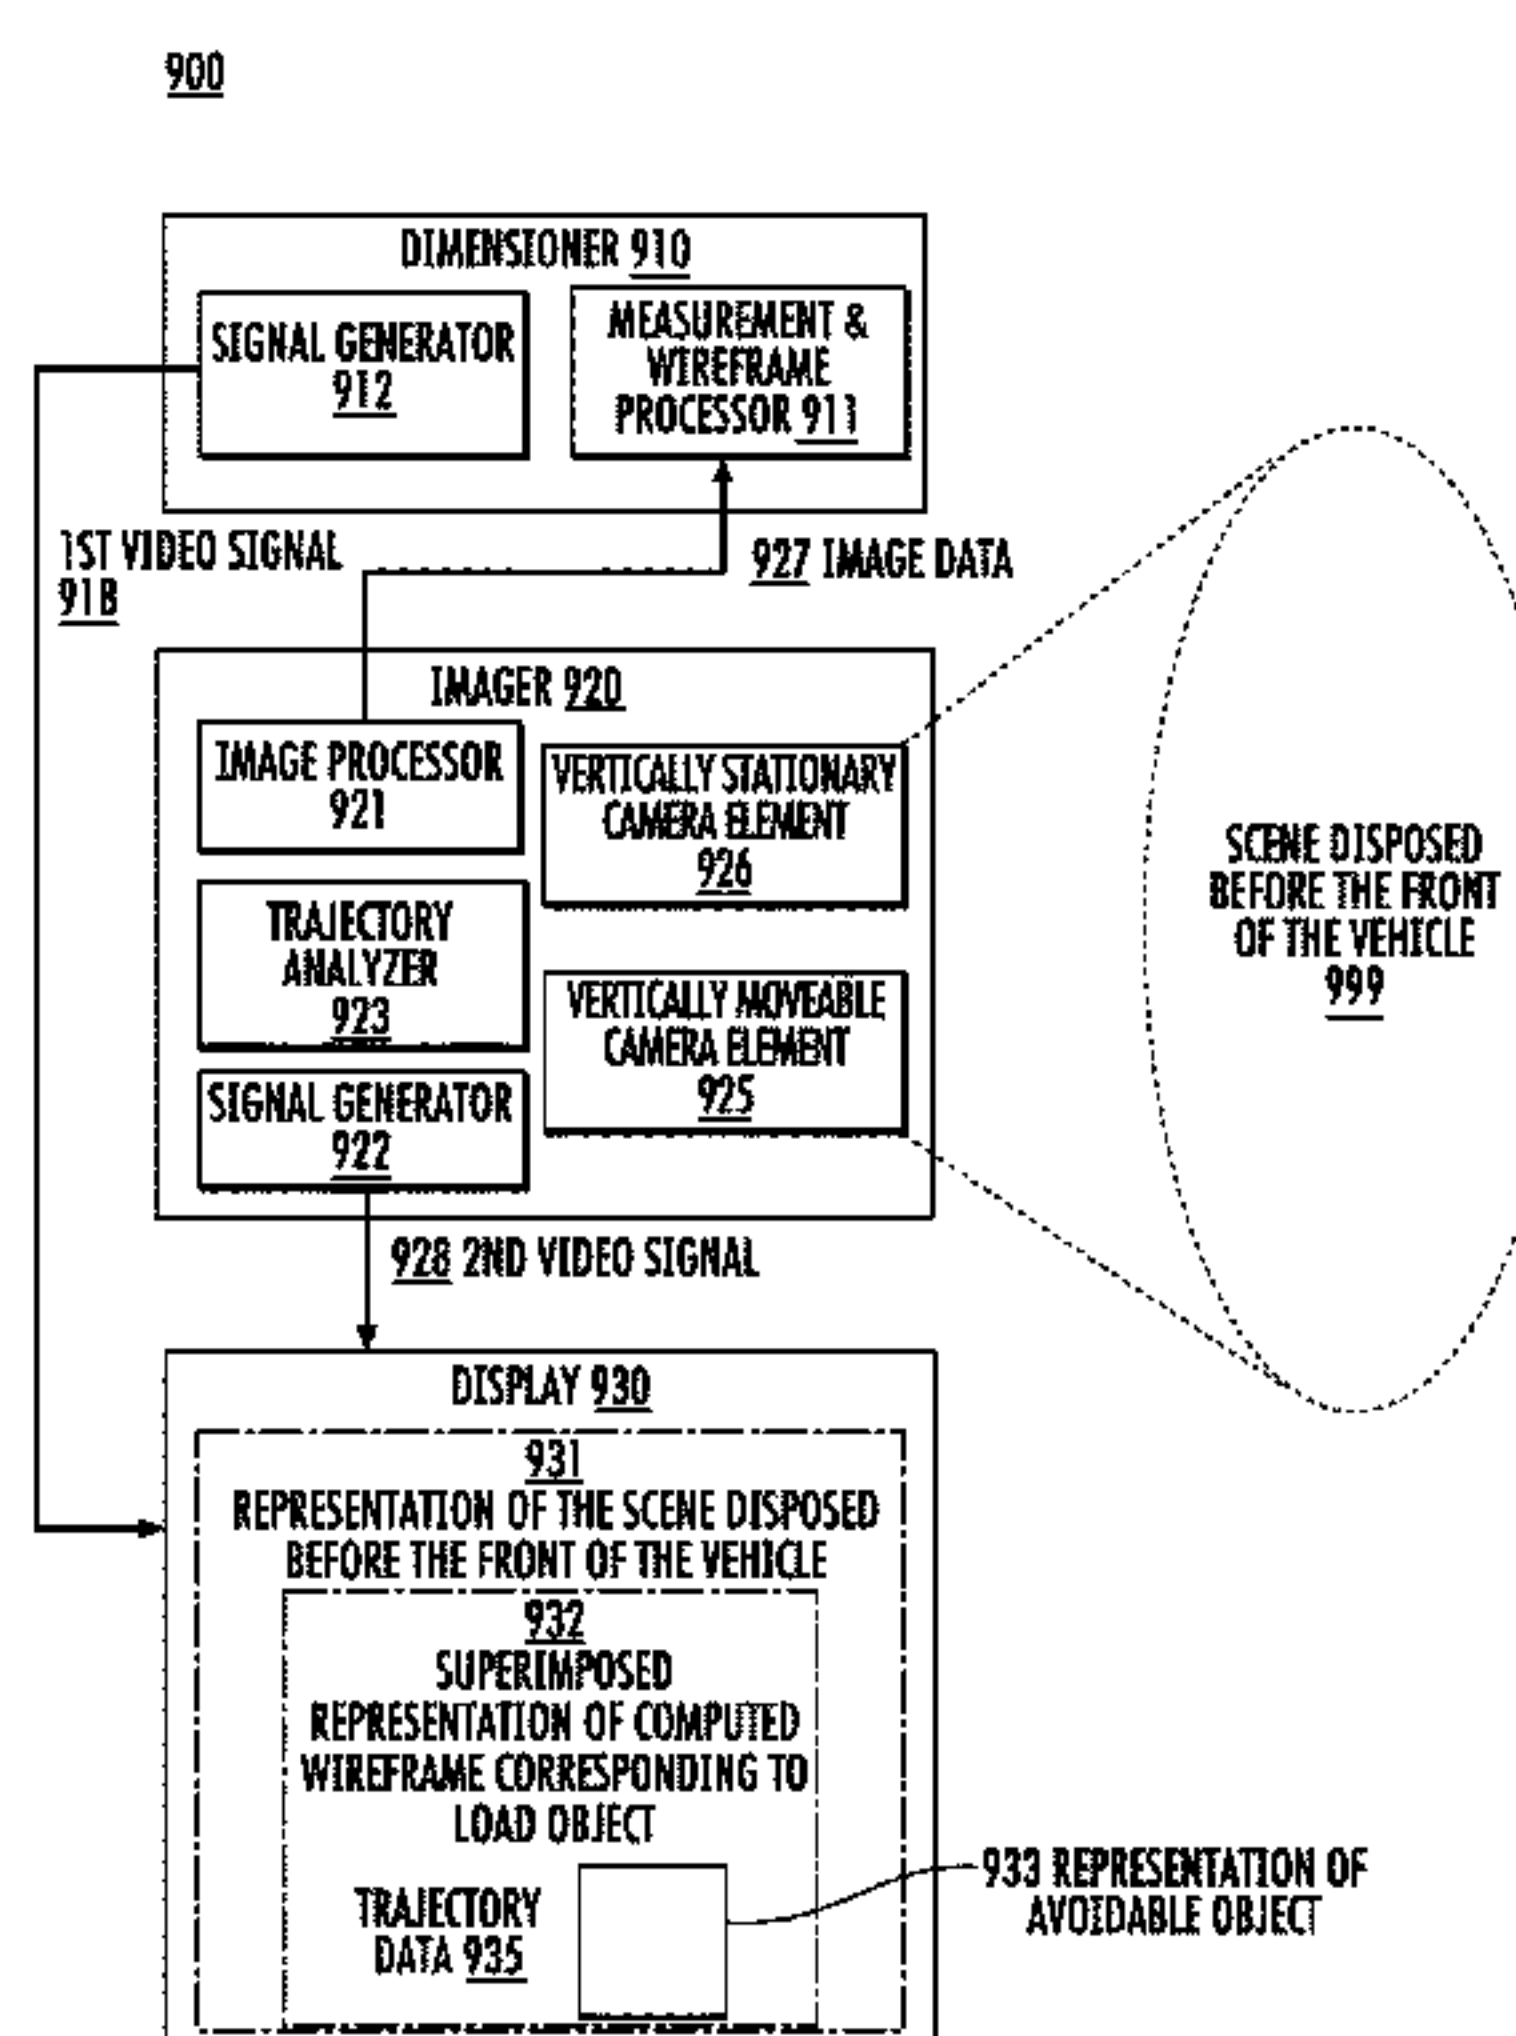 900
DIMENSIONER 910
SIGNAL GENERATOR
912
MEASUREMENT &
WIREFRAME
PROCESSOR 911
1ST VIDEO SIGNAL
918
927 IMAGE DATA
IMAGER 920
IMAGE PROCESSOR
921
VERTICALLY STATIONARY
CAMERA ELEMENT
926
TRAJECTORY
ANALYZER
923
VERTICALLY MOVEABLE
CAMERA ELEMENT
925
SIGNAL GENERATOR
922
SCENE DISPOSED
BEFORE THE FRONT
OF THE VEHICLE
999
928 2ND VIDEO SIGNAL
DISPLAY 930
931
REPRESENTATION OF THE SCENE DISPOSED
BEFORE THE FRONT OF THE VEHICLE
932
SUPERIMPOSED
REPRESENTATION OF COMPUTED
WIREFRAME CORRESPONDING TO
LOAD OBJECT
TRAJECTORY
DATA 935
933 REPRESENTATION OF
AVOIDABLE OBJECT